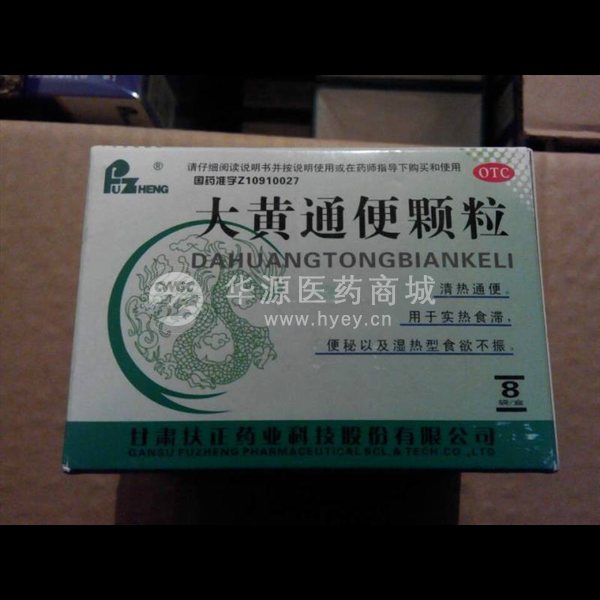 FUZHENG
®
请仔细阅读说明书并按说明使用或在药师指导下购买和使用
国药准字Z10910027
OTC
大黄通便颗粒
DAHUANGTONGBIANKELI
清热通便。
用于实热食滞，
便秘以及湿热型食欲不振。
华源医药商城
www.hyey.cn
8
袋/盒
甘肃扶正药业科技股份有限公司
GANSU FUZHENG PHARMACEUTICAL SCI. & TECH. CO., LTD